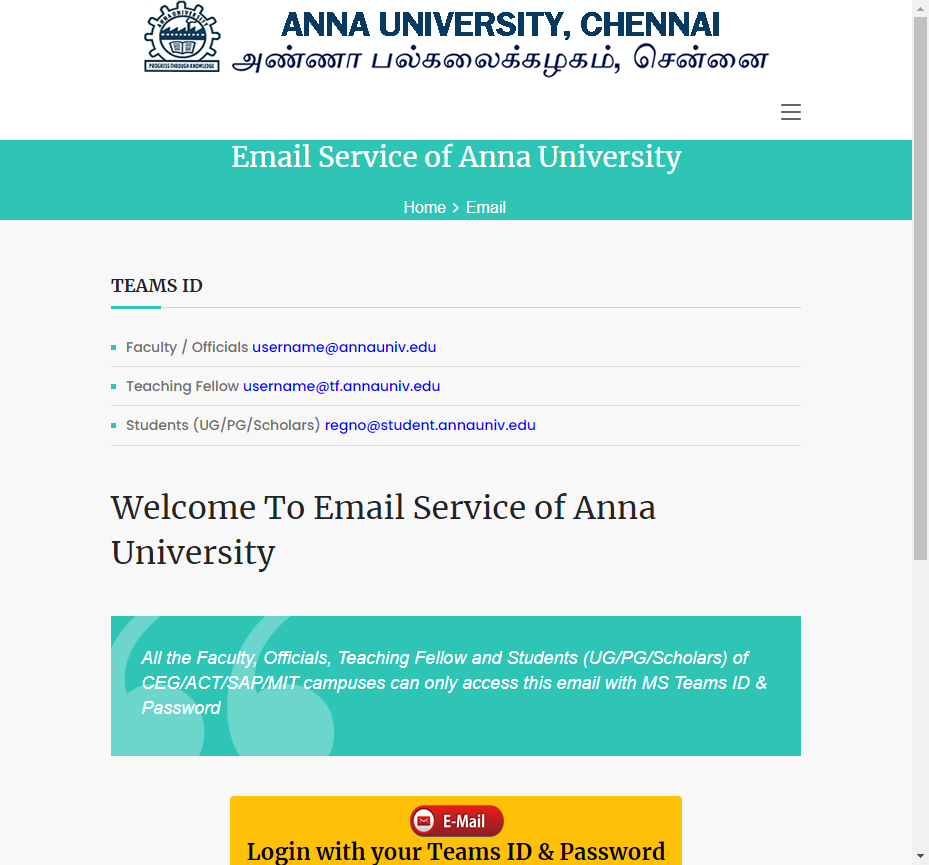 ANNA UNIVERSITY
PROGRESS THROUGH KNOWLEDGE
ANNA UNIVERSITY, CHENNAI
அண்ணா பல்கலைக்கழகம், சென்னை
Email Service of Anna University
Home > Email
TEAMS ID
Faculty / Officials username@annauniv.edu
Teaching Fellow username@tf.annauniv.edu
Students (UG/PG/Scholars) regno@student.annauniv.edu
Welcome To Email Service of Anna
University
All the Faculty, Officials, Teaching Fellow and Students (UG/PG/Scholars) of
CEG/ACT/SAP/MIT campuses can only access this email with MS Teams ID &
Password
E-Mail
Login with your Teams ID & Password